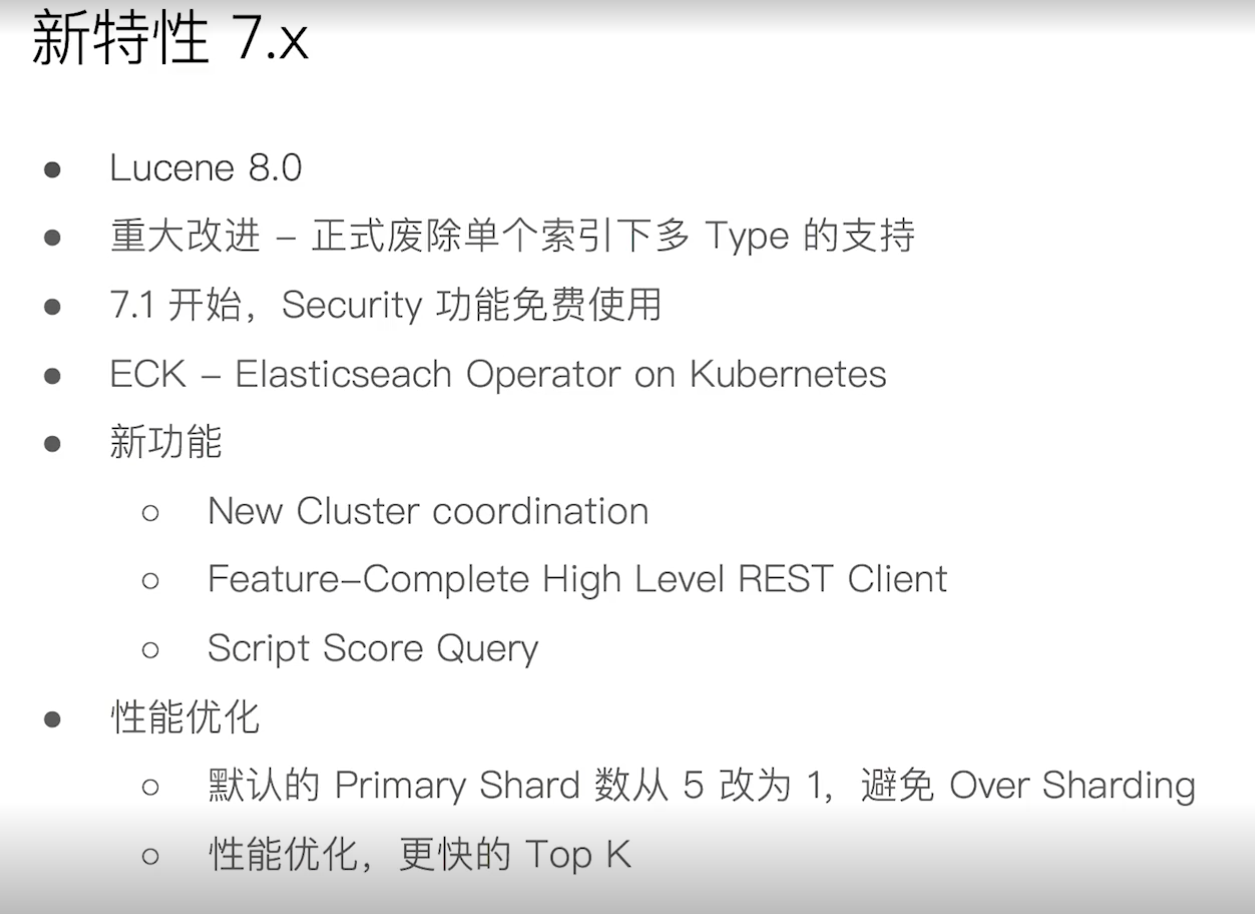 新特性 7.x
● Lucene 8.0
● 重大改进 – 正式废除单个索引下多 Type 的支持
● 7.1 开始，Security 功能免费使用
● ECK – Elasticseach Operator on Kubernetes
● 新功能
○ New Cluster coordination
○ Feature–Complete High Level REST Client
○ Script Score Query
● 性能优化
○ 默认的 Primary Shard 数从 5 改为 1，避免 Over Sharding
○ 性能优化，更快的 Top K